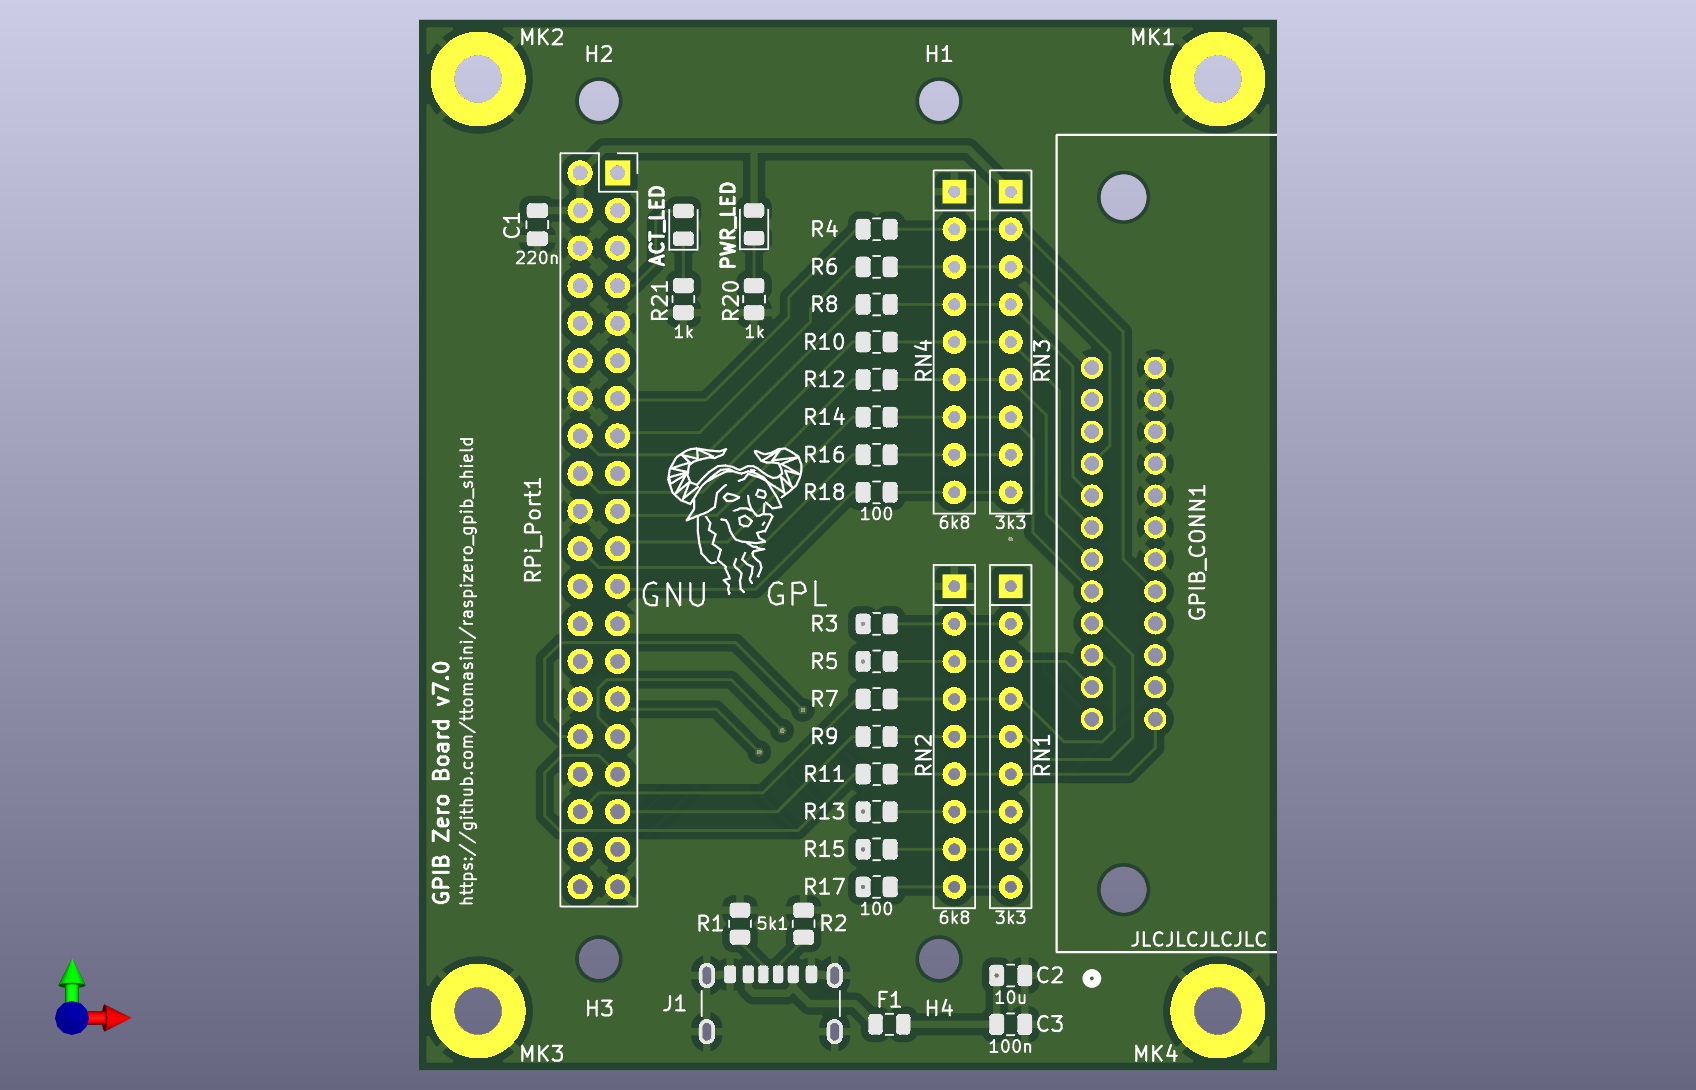 MK2
H2
H1
MK1
C1
220n
ACT_LED
PWR_LED
R21
1k
R20
1k
R4
R6
R8
R10
R12
R14
R16
R18
100
RN4
6k8
RN3
3k3
RPi_Port1
GPIB_CONN1
GNU GPL
R3
R5
R7
R9
R11
R13
R15
R17
100
RN2
6k8
RN1
3k3
GPIB Zero Board v7.0
https://github.com/ttomasini/raspizero_gpib_shield
R1 5k1 R2
JLCJLCJLCJLC
C2
10u
J1
H3
F1
H4
C3
100n
MK3
MK4